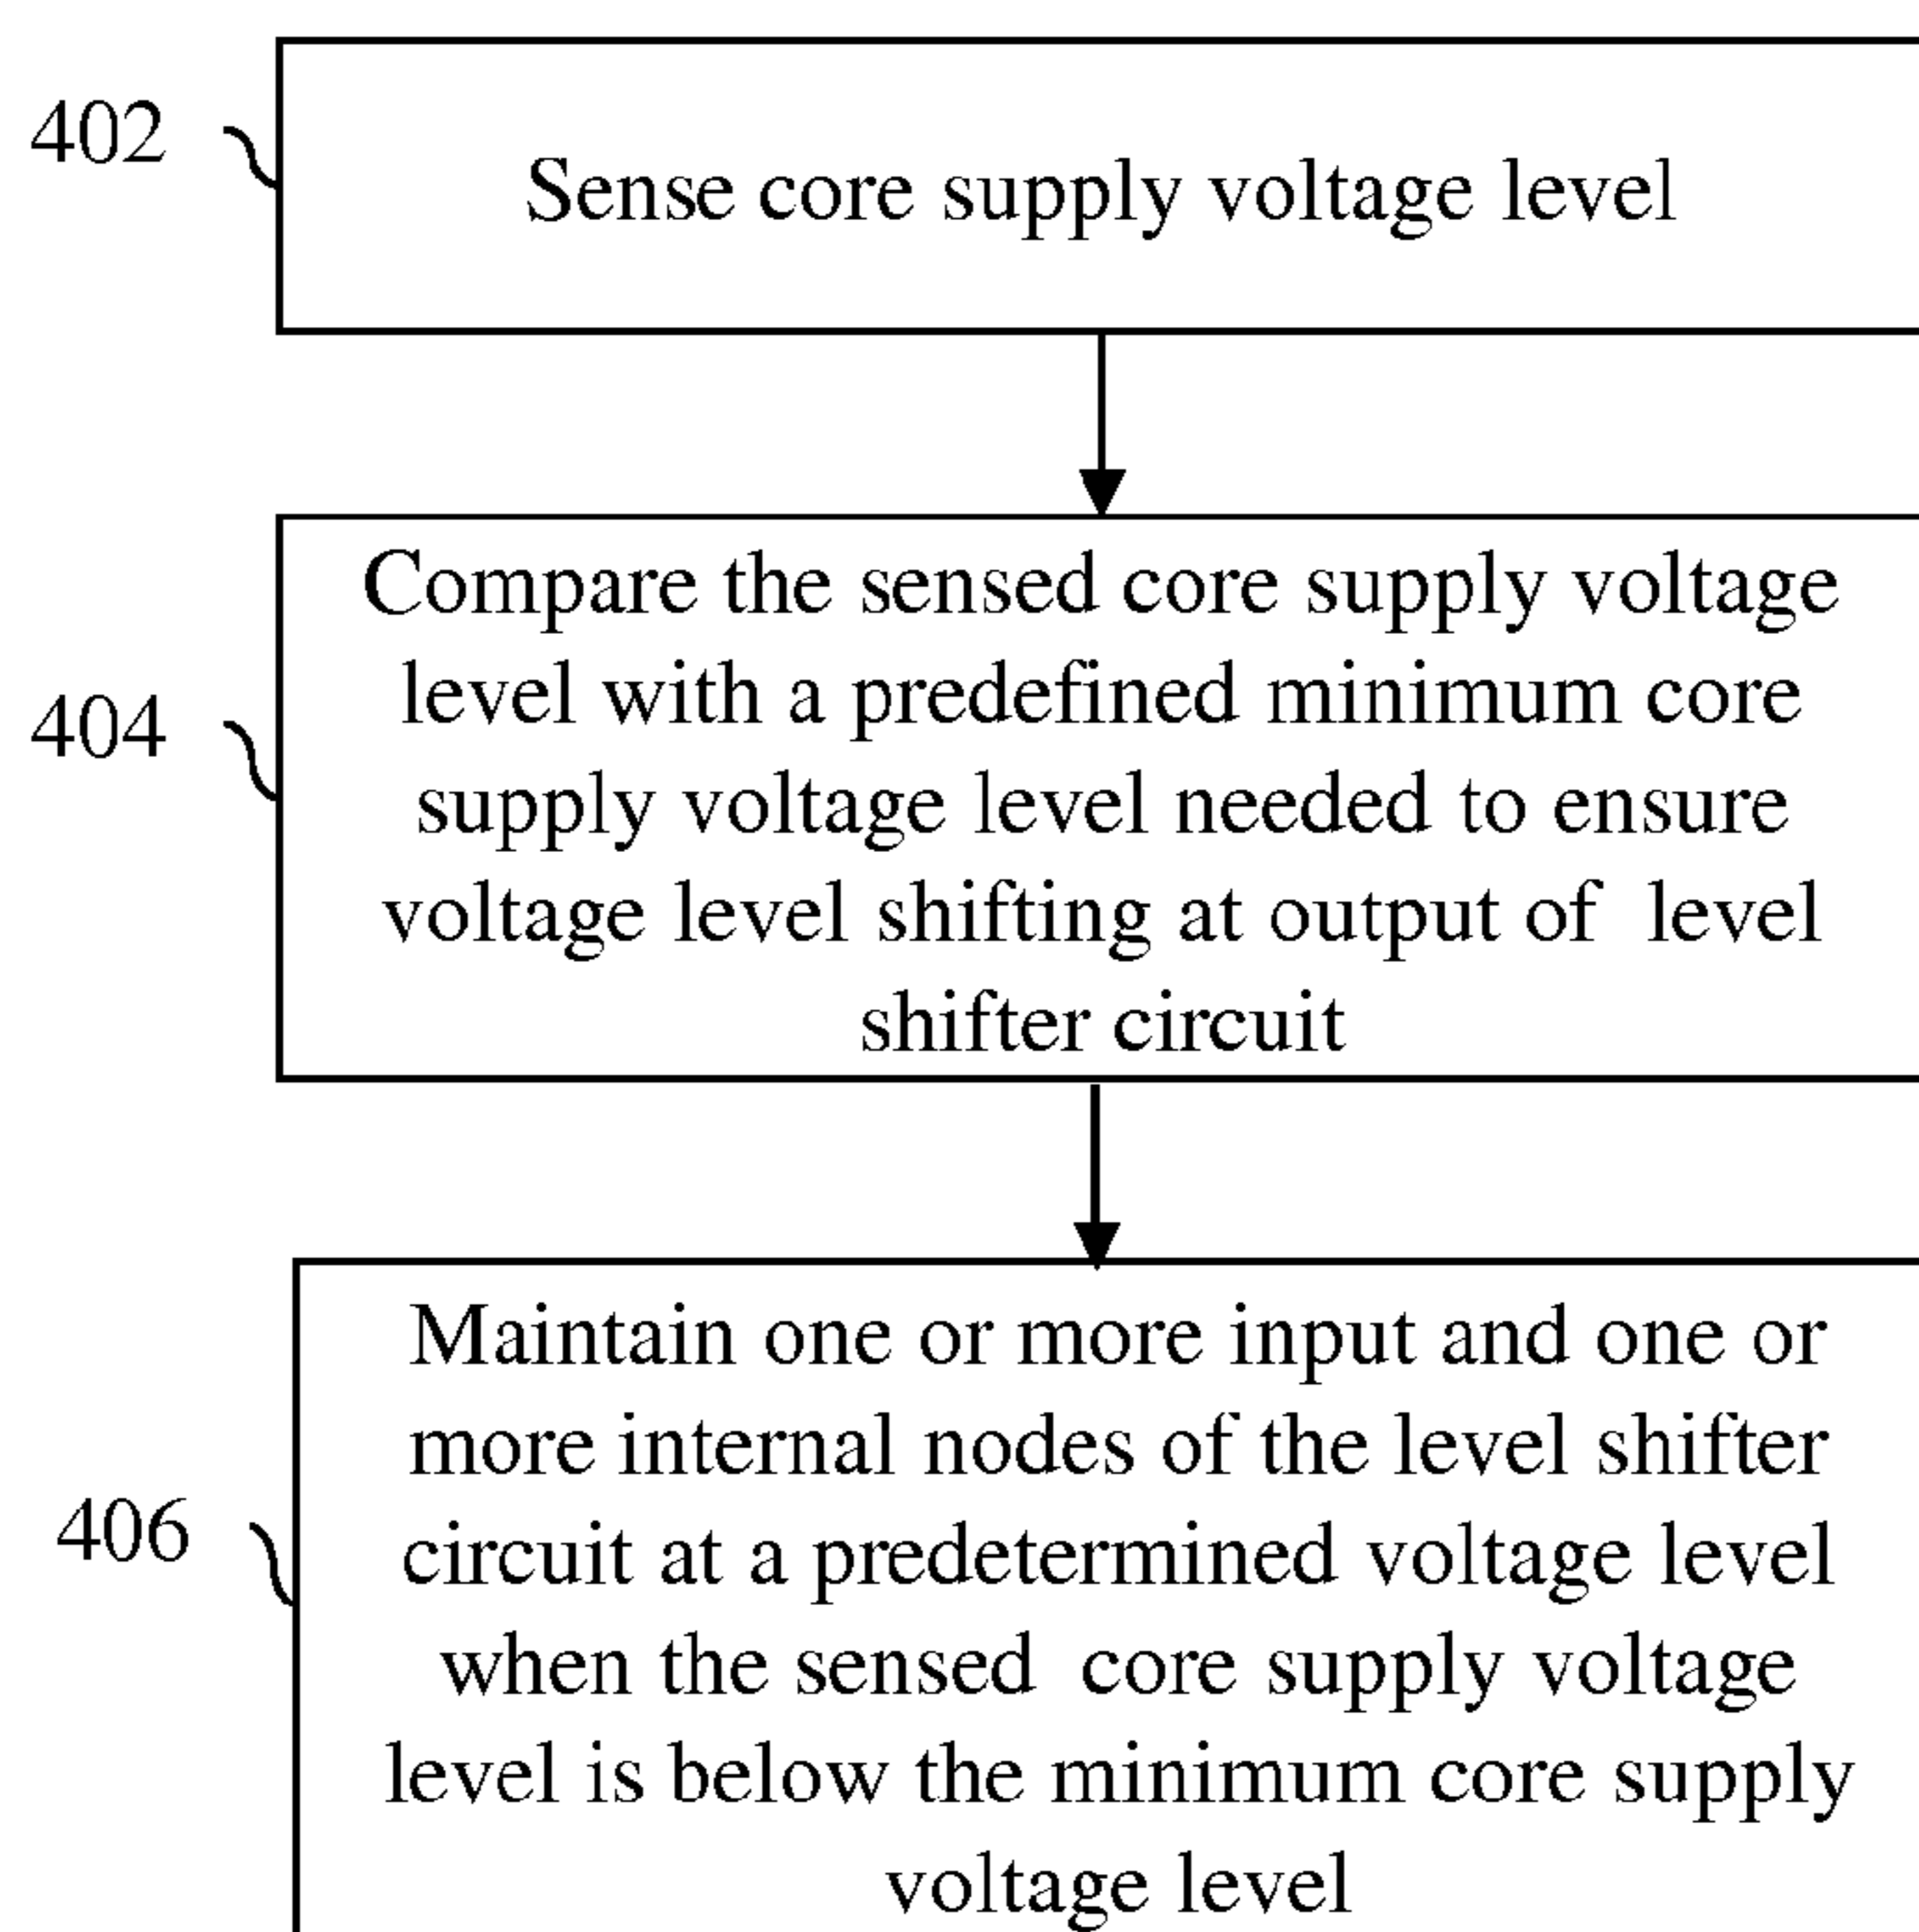 402
Sense core supply voltage level
Compare the sensed core supply voltage
level with a predefined minimum core
404
supply voltage level needed to ensure
voltage level shifting at output of level
shifter circuit
Maintain one or more input and one or
more internal nodes of the level shifter
406
circuit at a predetermined voltage level
when the sensed core supply voltage
level is below the minimum core supply
voltage level